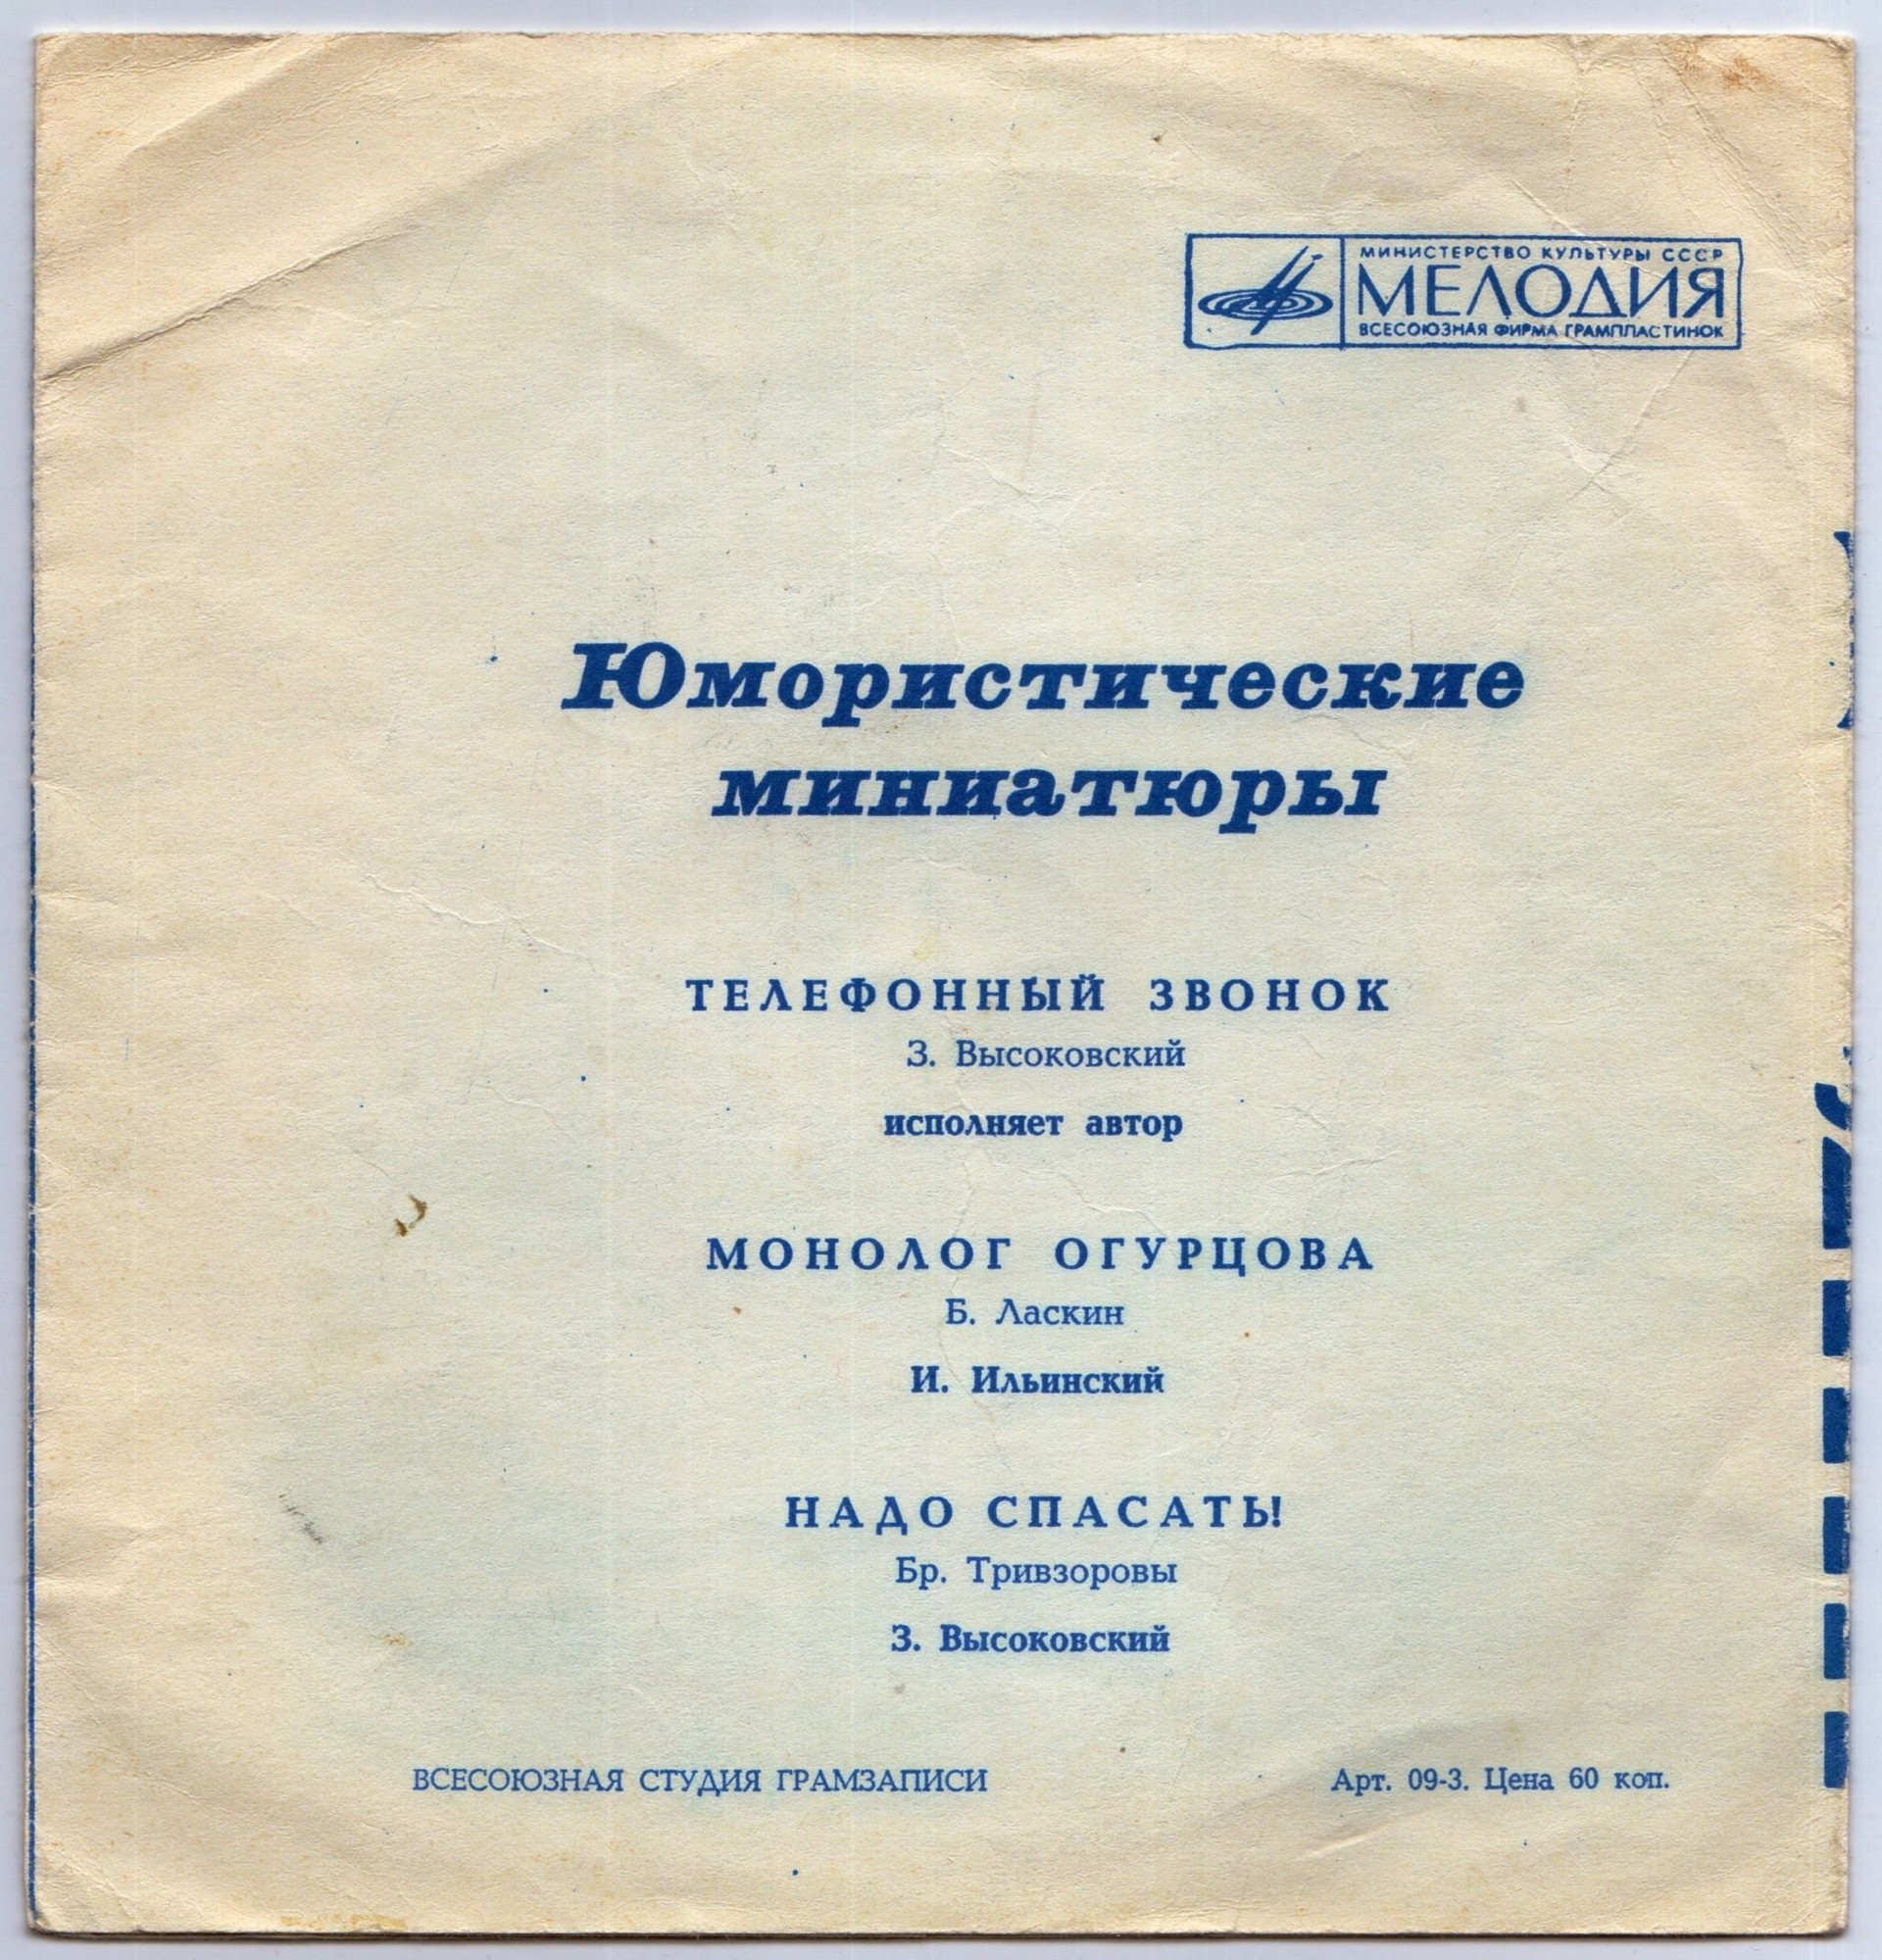 МИНИСТЕРСТВО КУЛЬТУРЫ СССР
МЕЛОДИЯ
ВСЕСОЮЗНАЯ ФИРМА ГРАМПЛАСТИНОК
Юмористические
миниатюры
ТЕЛЕФОННЫЙ ЗВОНОК
З. Высоковский
исполняет автор
МОНОЛОГ ОГУРЦОВА
Б. Ласкин
И. Ильинский
НАДО СПАСАТЬ!
Бр. Тривзоровы
З. Высоковский
ВСЕСОЮЗНАЯ СТУДИЯ ГРАМЗАПИСИ
Арт. 09-3. Цена 60 коп.